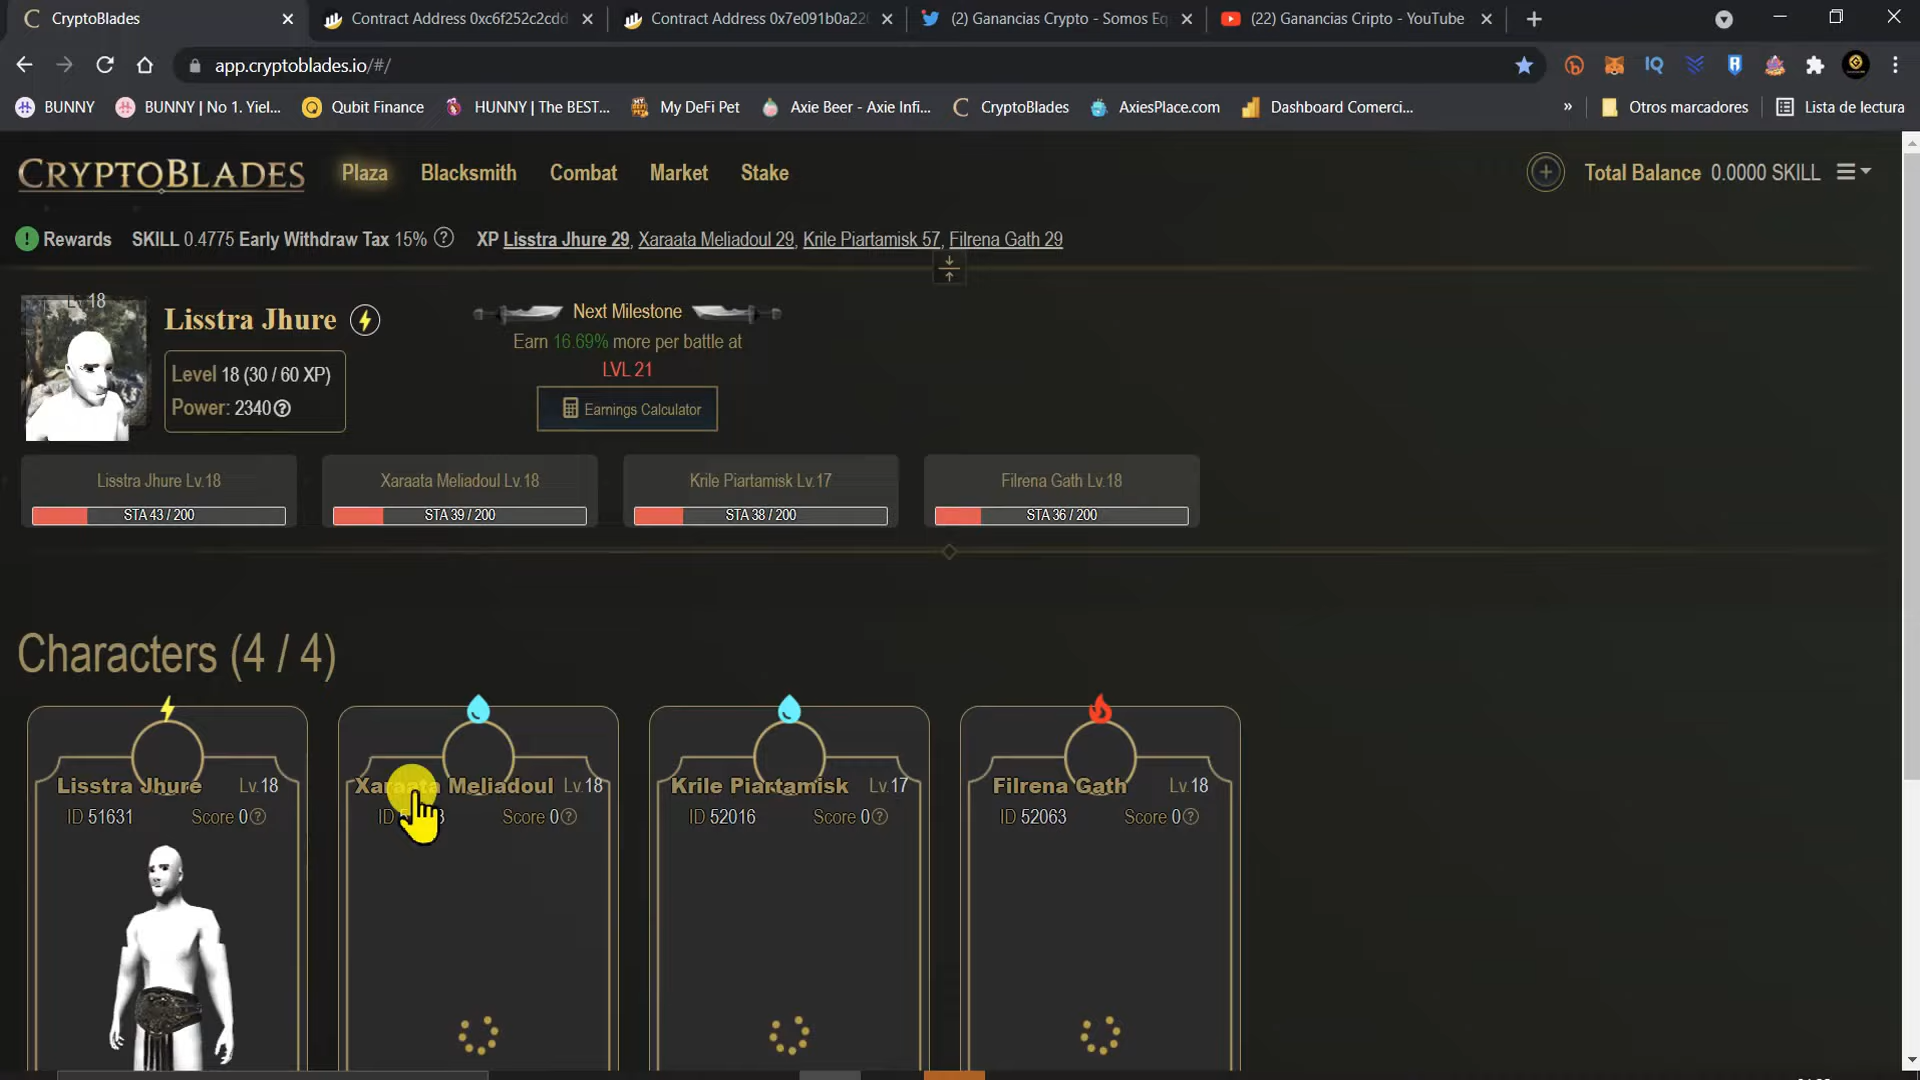 CryptoBlades
Contract Address 0xc6f252c2cdd
Contract Address 0x7e091b0a22
(2) Ganancias Crypto - Somos Eq
(22) Ganancias Cripto - YouTube
app.cryptoblades.io/#/
BUNNY
BUNNY | No 1. Yiel...
Qubit Finance
HUNNY | The BEST...
My DeFi Pet
Axie Beer - Axie Infi...
CryptoBlades
AxiesPlace.com
Dashboard Comerci...
»
Otros marcadores
Lista de lectura
CRYPTOBLADES
Plaza
Blacksmith
Combat
Market
Stake
Total Balance 0.0000 SKILL
Rewards SKILL 0.4775 Early Withdraw Tax 15% XP Lisstra Jhure 29, Xaraata Meliadoul 29, Krile Piartamisk 57, Filrena Gath 29
Lisstra Jhure
Level 18 (30 / 60 XP)
Power: 2340
Next Milestone
Earn 16.69% more per battle at
LVL 21
Earnings Calculator
Lisstra Jhure Lv.18
STA 43 / 200
Xaraata Meliadoul Lv.18
STA 39 / 200
Krile Piartamisk Lv.17
STA 38 / 200
Filrena Gath Lv.18
STA 36 / 200
Characters (4 / 4)
Lisstra Jhure Lv.18
ID 51631 Score 0
Xaraata Meliadoul Lv.18
ID Score 0
Krile Piartamisk Lv.17
ID 52016 Score 0
Filrena Gath Lv.18
ID 52063 Score 0